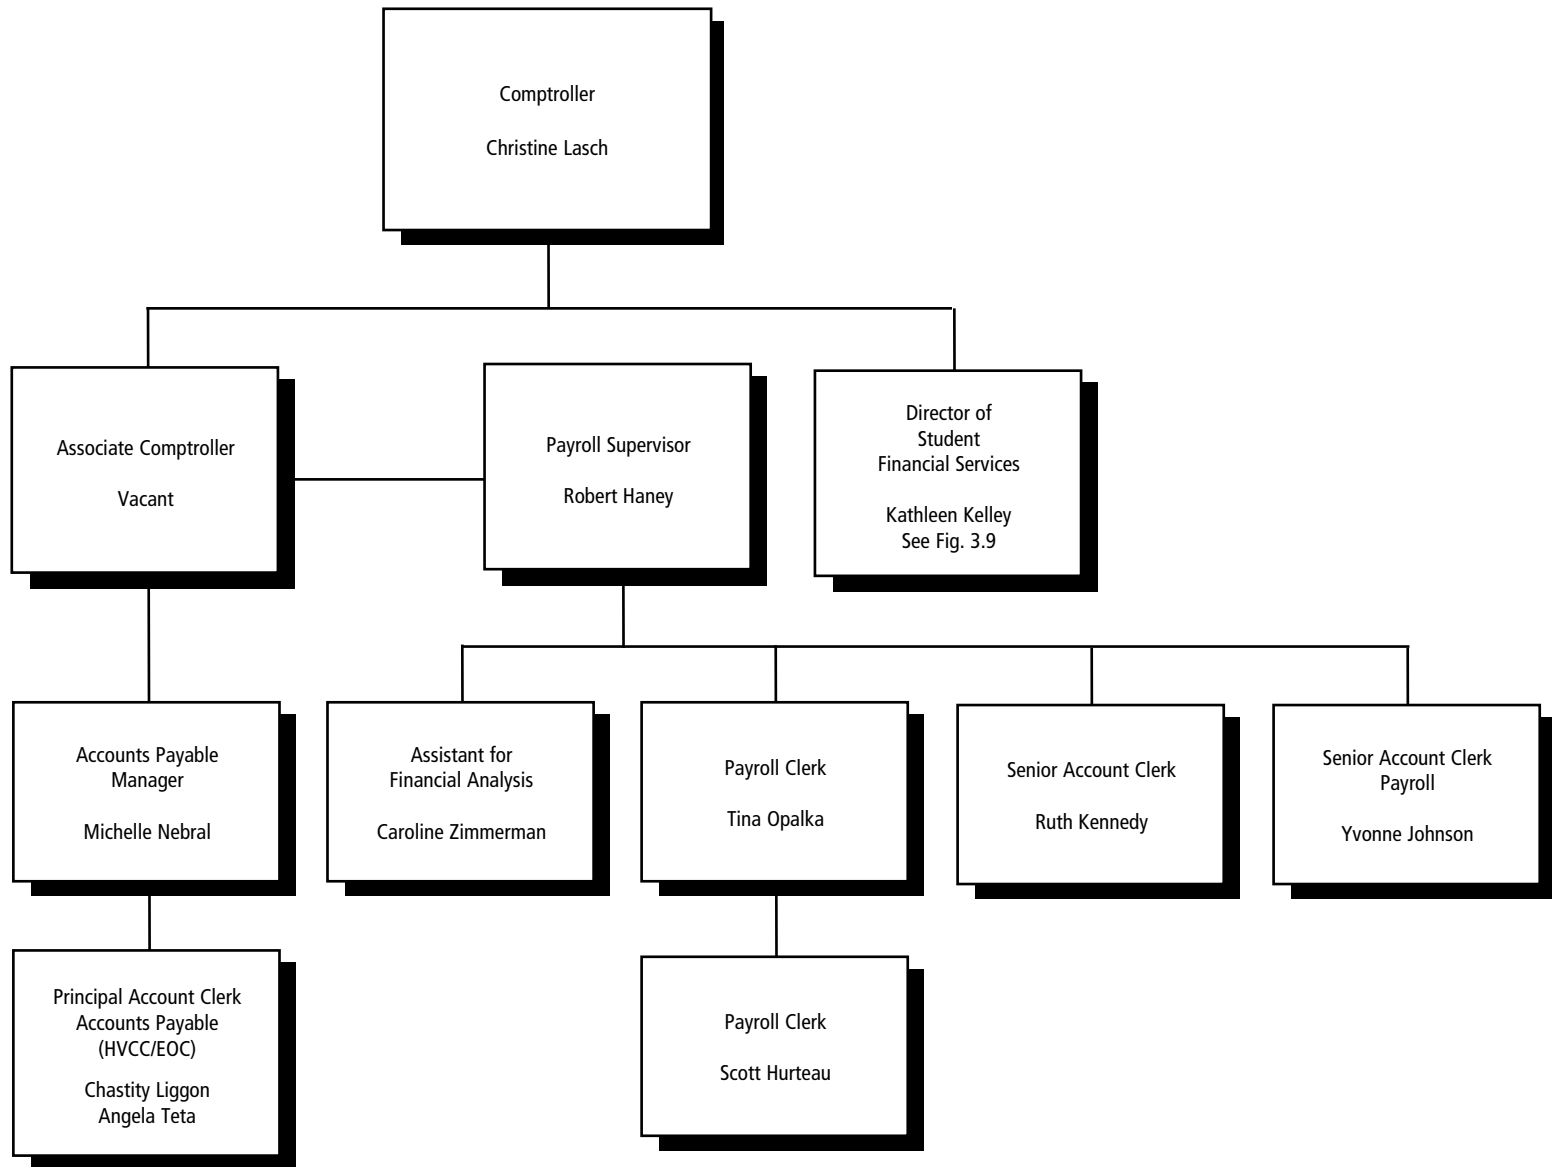 Comptroller
Christine Lasch
Associate Comptroller
Vacant
Payroll Supervisor
Robert Haney
Director of
Student
Financial Services
Kathleen Kelley
See Fig. 3.9
Accounts Payable
Manager
Michelle Nebral
Assistant for
Financial Analysis
Caroline Zimmerman
Payroll Clerk
Tina Opalka
Senior Account Clerk
Ruth Kennedy
Senior Account Clerk
Payroll
Yvonne Johnson
Principal Account Clerk
Accounts Payable
(HVCC/EOC)
Chastity Liggon
Angela Teta
Payroll Clerk
Scott Hurteau